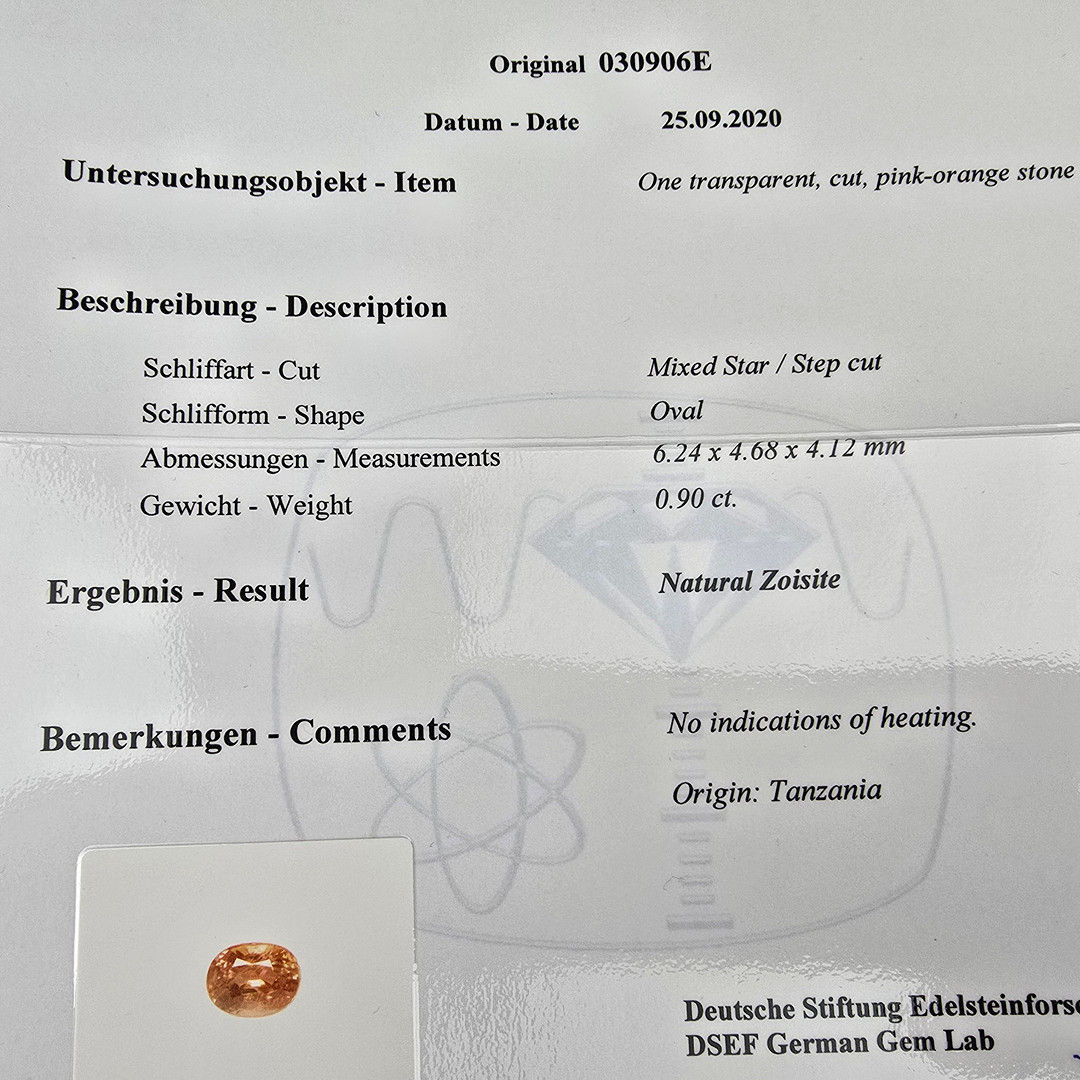 Original 030906E
Datum - Date 25.09.2020
Untersuchungsobjekt - Item One transparent, cut, pink-orange stone
Beschreibung - Description
Schliffart - Cut Mixed Star / Step cut
Schlifform - Shape Oval
Abmessungen - Measurements 6.24 x 4.68 x 4.12 mm
Gewicht - Weight 0.90 ct.
Ergebnis - Result Natural Zoisite
Bemerkungen - Comments No indications of heating.
Origin: Tanzania
Deutsche Stiftung
DSEF German Gem Lab